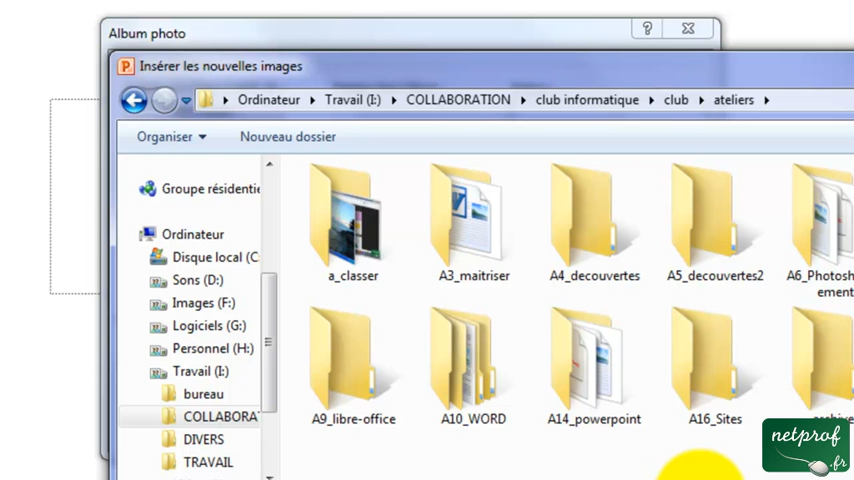 Album photo
Insérer les nouvelles images
Ordinateur Travail (I:) COLLABORATION club informatique club ateliers
Organiser Nouveau dossier
Groupe résidentie
Ordinateur
Disque local (C
Sons (D:)
Images (F:)
Logiciels (G:)
Personnel (H:)
Travail (I:)
bureau
COLLABORA
DIVERS
TRAVAIL
a_classer A3_maitriser A4_decouvertes A5_decouvertes2 A6_Photosh
ement
A9_libre-office A10_WORD A14_powerpoint A16_Sites archive
netprof
.fr